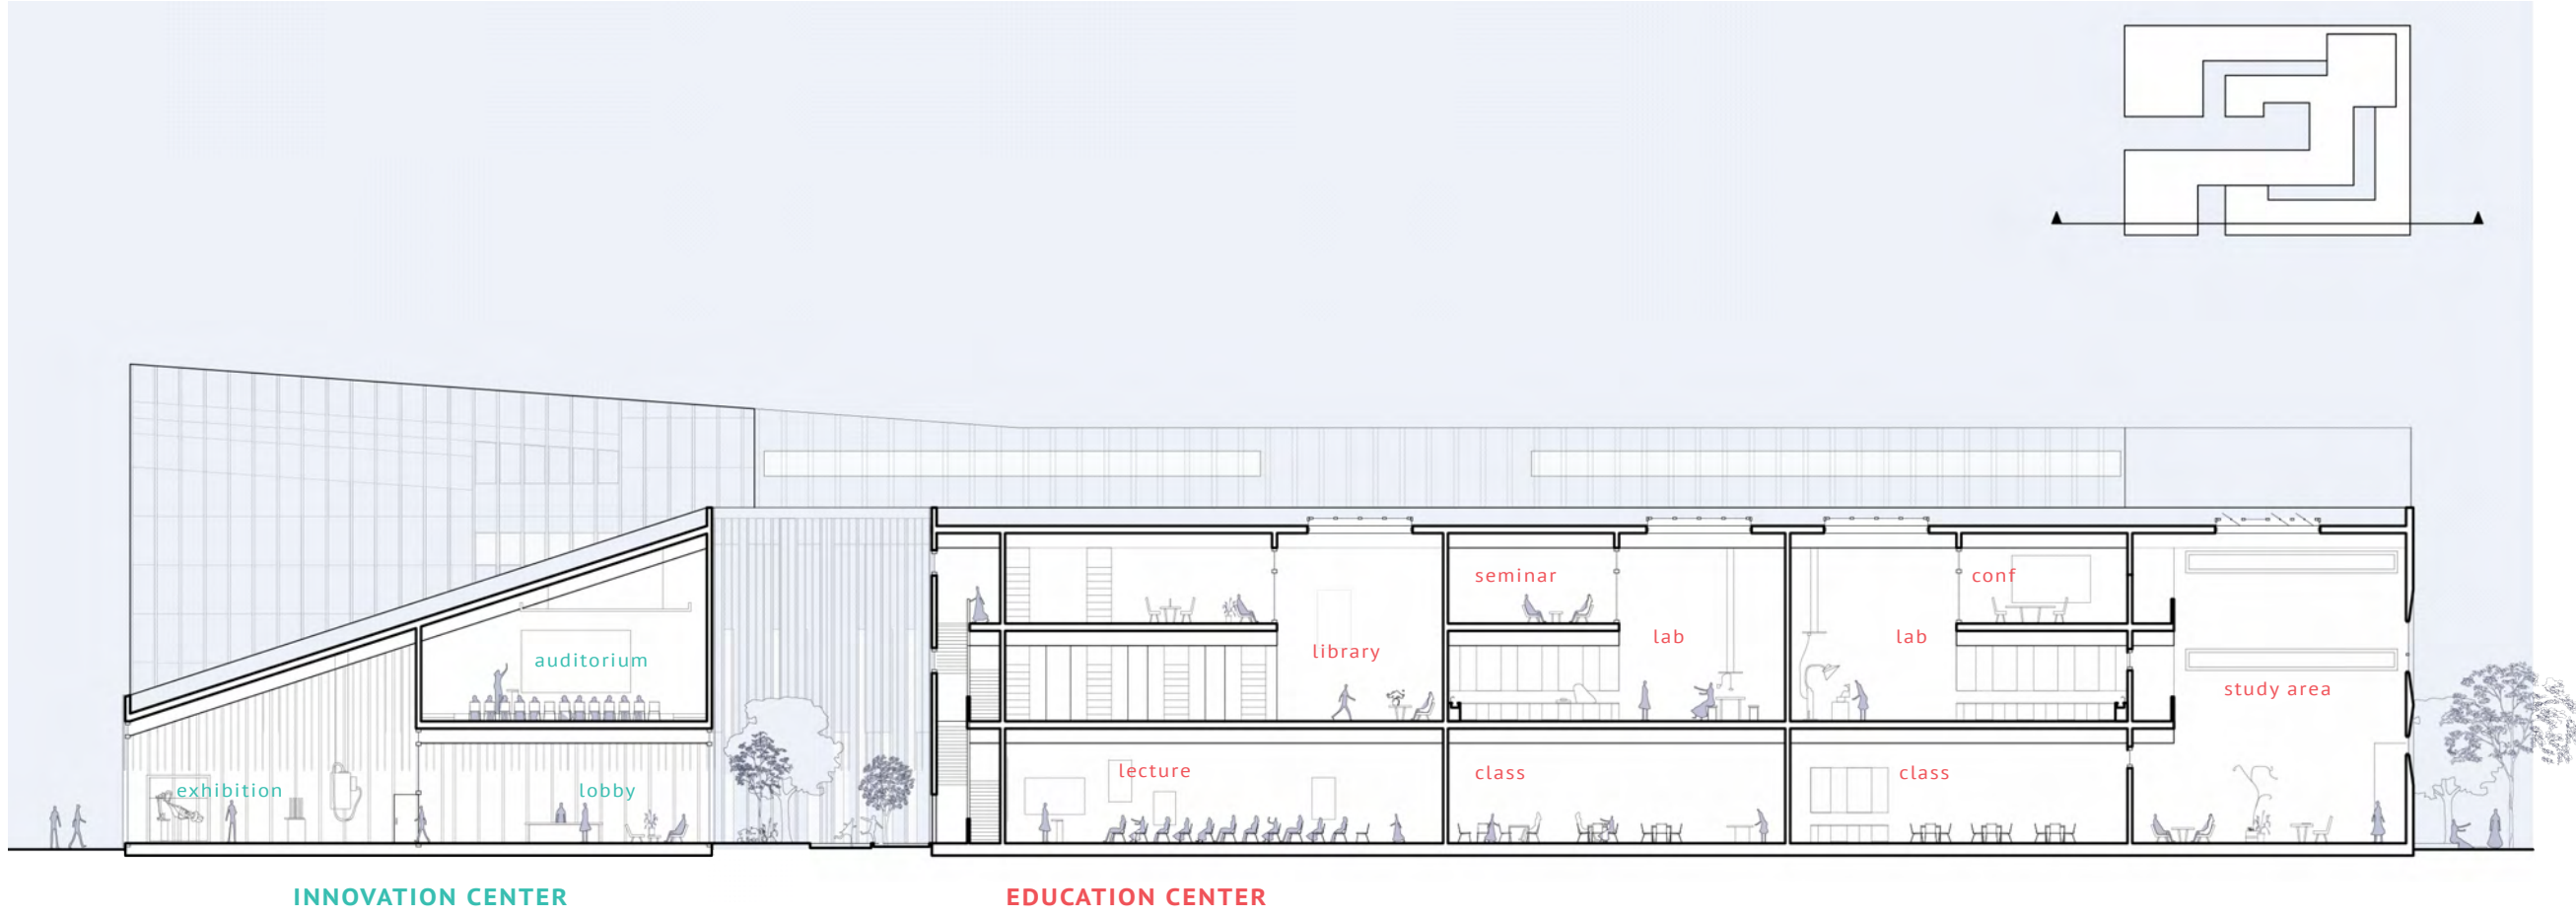 seminar
conf
lab
lab
library
auditorium
study area
lecture
class
class
exhibition
lobby
INNOVATION CENTER
EDUCATION CENTER